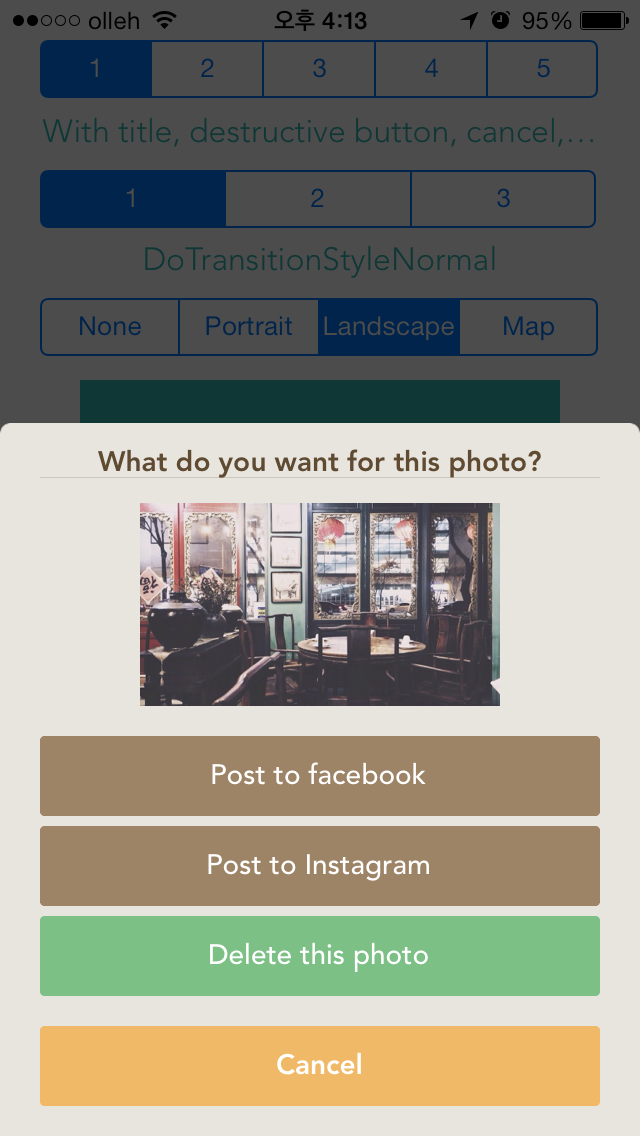 olleh 오후 4:13 95%
1 2 3 4 5
With title, destructive button, cancel,...
1 2 3
DoTransitionStyleNormal
None Portrait Landscape Map
What do you want for this photo?
Post to facebook
Post to Instagram
Delete this photo
Cancel